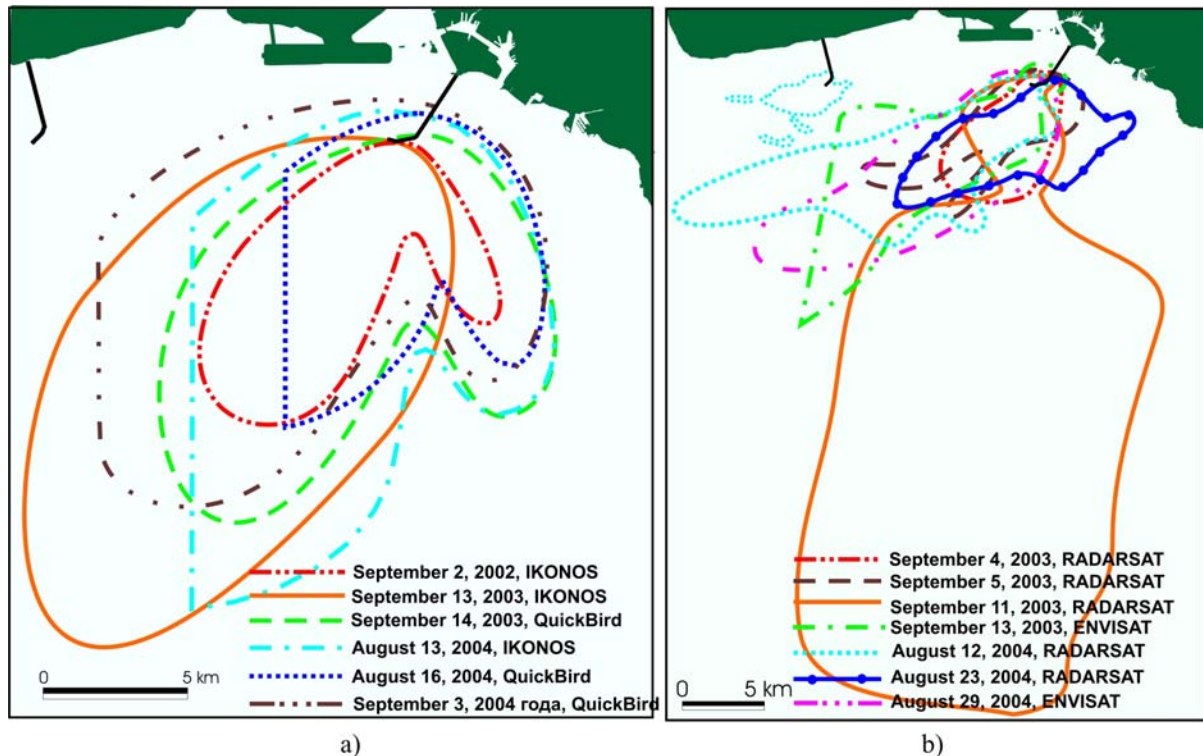 September 2, 2002, IKONOS
September 13, 2003, IKONOS
September 14, 2003, QuickBird
August 13, 2004, IKONOS
August 16, 2004, QuickBird
September 3, 2004 года, QuickBird
0 5 km
a)
September 4, 2003, RADARSAT
September 5, 2003, RADARSAT
September 11, 2003, RADARSAT
September 13, 2003, ENVISAT
August 12, 2004, RADARSAT
August 23, 2004, RADARSAT
August 29, 2004, ENVISAT
0 5 km
b)